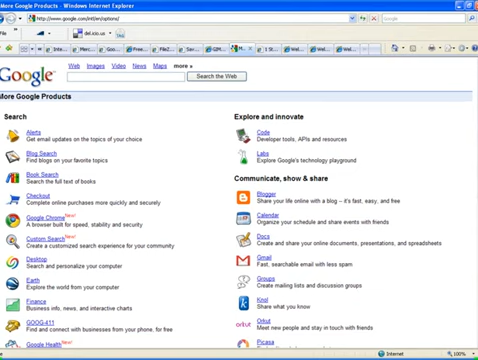 More Google Products - Windows Internet Explorer
http://www.google.com/intl/en/options/
Google
File
del.icio.us
Google
Web Images Video News Maps more »
Search the Web
More Google Products
Search
Alerts
Get email updates on the topics of your choice
Blog Search
Find blogs on your favorite topics
Book Search
Search the full text of books
Checkout
Complete online purchases more quickly and securely
Google Chrome New!
A browser built for speed, stability and security
Custom Search New!
Create a customized search experience for your community
Desktop
Search and personalize your computer
Earth
Explore the world from your computer
Finance
Business info, news, and interactive charts
GOOG-411
Find and connect with businesses from your phone, for free
Google Health New!
Explore and innovate
Code
Developer tools, APIs and resources
Labs
Explore Google's technology playground
Communicate, show & share
Blogger
Share your life online with a blog -- it's fast, easy, and free
Calendar
Organize your schedule and share events with friends
Docs
Create and share your online documents, presentations, and spreadsheets
Gmail
Fast, searchable email with less spam
Groups
Create mailing lists and discussion groups
Knol
Share what you know
orkut
Orkut
Meet new people and stay in touch with friends
Picasa
Internet
100%